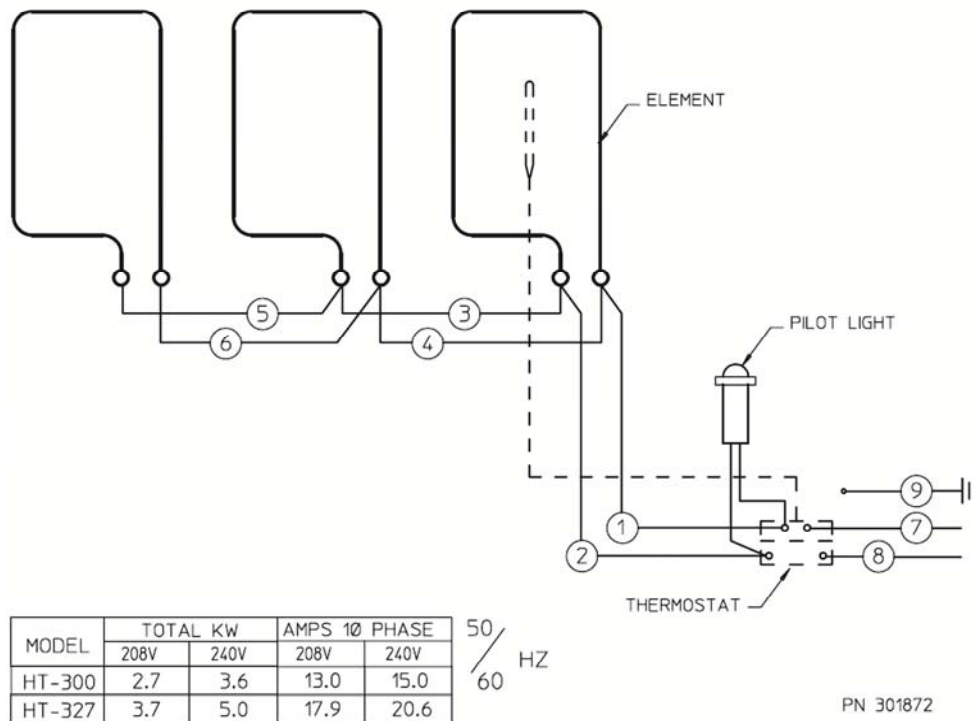 ELEMENT
5
3
6
4
PILOT LIGHT
9
1
7
2
8
THERMOSTAT
MODEL TOTAL KW AMPS 1Ø PHASE
208V 240V 208V 240V
HT-300 2.7 3.6 13.0 15.0
HT-327 3.7 5.0 17.9 20.6
50/60 HZ
PN 301872